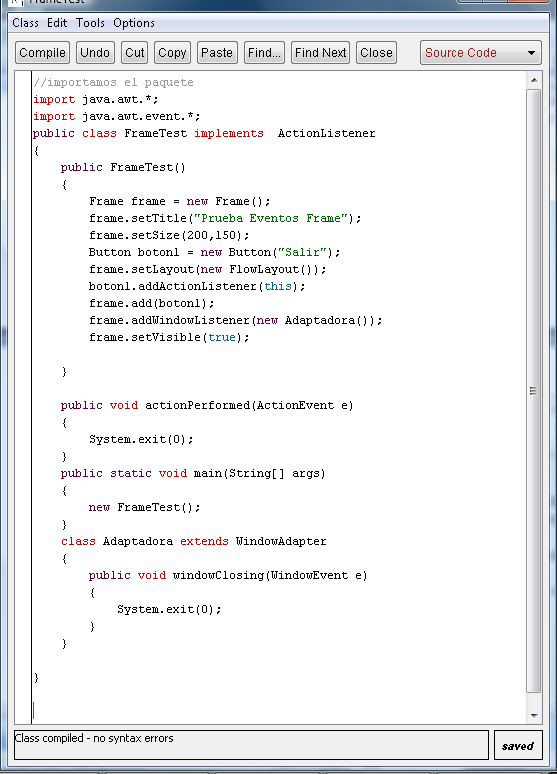 FrameTest
Class Edit Tools Options
Compile Undo Cut Copy Paste Find... Find Next Close Source Code
//importamos el paquete
import java.awt.*;
import java.awt.event.*;
public class FrameTest implements  ActionListener
{
    public FrameTest()
    {
        Frame frame = new Frame();
        frame.setTitle("Prueba Eventos Frame");
        frame.setSize(200,150);
        Button boton1 = new Button("Salir");
        frame.setLayout(new FlowLayout());
        boton1.addActionListener(this);
        frame.add(boton1);
        frame.addWindowListener(new Adaptadora());
        frame.setVisible(true);
    }
    public void actionPerformed(ActionEvent e)
    {
        System.exit(0);
    }
    public static void main(String[] args)
    {
        new FrameTest();
    }
    class Adaptadora extends WindowAdapter
    {
        public void windowClosing(WindowEvent e)
        {
            System.exit(0);
        }
    }
}
Class compiled - no syntax errors
saved